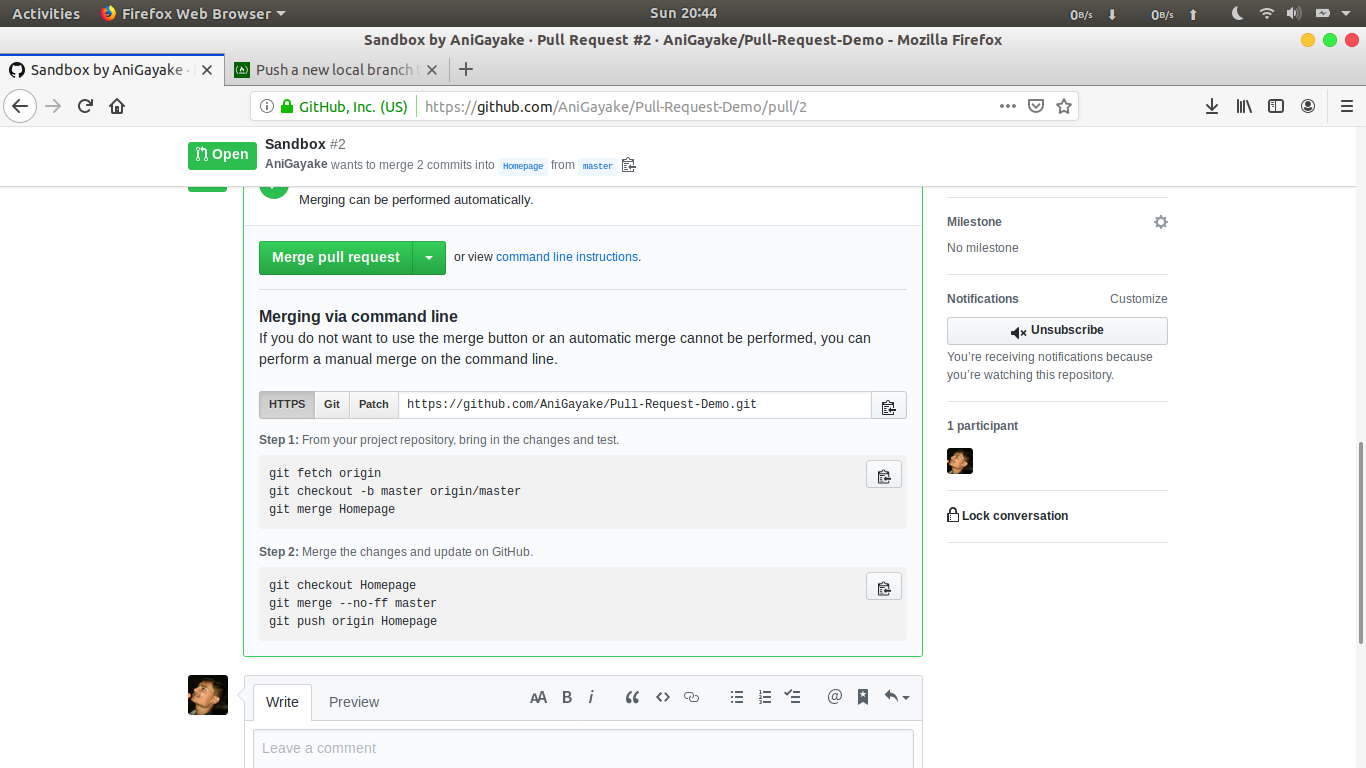 Activities Firefox Web Browser Sun 20:44 0B/s 0B/s
Sandbox by AniGayake · Pull Request #2 · AniGayake/Pull-Request-Demo - Mozilla Firefox
Sandbox by AniGayake · Push a new local branch
GitHub, Inc. (US) https://github.com/AniGayake/Pull-Request-Demo/pull/2
Open
Sandbox #2
AniGayake wants to merge 2 commits into Homepage from master
Merging can be performed automatically.
Merge pull request or view command line instructions.
Merging via command line
If you do not want to use the merge button or an automatic merge cannot be performed, you can
perform a manual merge on the command line.
HTTPS Git Patch https://github.com/AniGayake/Pull-Request-Demo.git
Step 1: From your project repository, bring in the changes and test.
git fetch origin
git checkout -b master origin/master
git merge Homepage
Step 2: Merge the changes and update on GitHub.
git checkout Homepage
git merge --no-ff master
git push origin Homepage
Write Preview AA B i
Leave a comment
Milestone
No milestone
Notifications Customize
Unsubscribe
You're receiving notifications because
you're watching this repository.
1 participant
Lock conversation